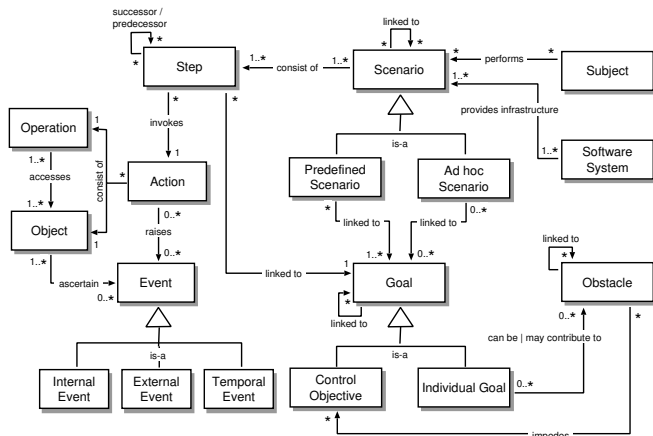 successor /
predecessor
linked to
*
*
*
*
Step
1..*
consist of
1..*
Scenario
*
performs
*
Subject
*
*
1..*
provides infrastructure
Operation
1
invokes
is-a
1..*
Software
System
1..*
accesses
consist of
*
1
Action
Predefined
Scenario
Ad hoc
Scenario
1..*
0..*
*
0..*
Object
1
raises
linked to
linked to
1..*
0..*
1..*
0..*
linked to
ascertain
0..*
Event
linked to
1
*
Goal
*
*
Obstacle
linked to
0..*
*
is-a
is-a
can be | may contribute to
Internal
Event
External
Event
Temporal
Event
Control
Objective
Individual Goal
0..*
*
impedes